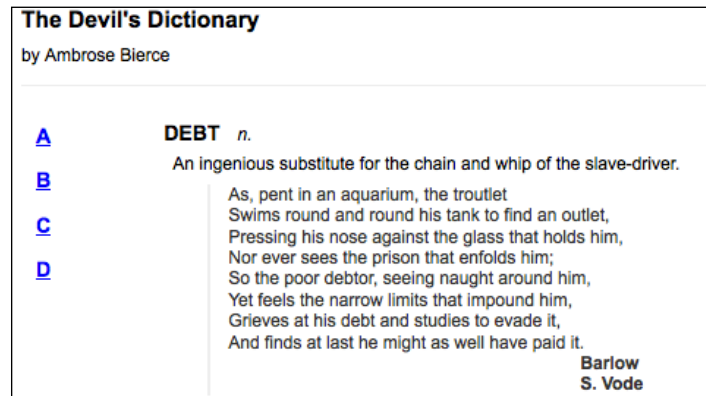 The Devil's Dictionary
by Ambrose Bierce
A
B
C
D
DEBT n.
An ingenious substitute for the chain and whip of the slave-driver.
As, pent in an aquarium, the troutlet
Swims round and round his tank to find an outlet,
Pressing his nose against the glass that holds him,
Nor ever sees the prison that enfolds him;
So the poor debtor, seeing naught around him,
Yet feels the narrow limits that impound him,
Grieves at his debt and studies to evade it,
And finds at last he might as well have paid it.
Barlow
S. Vode